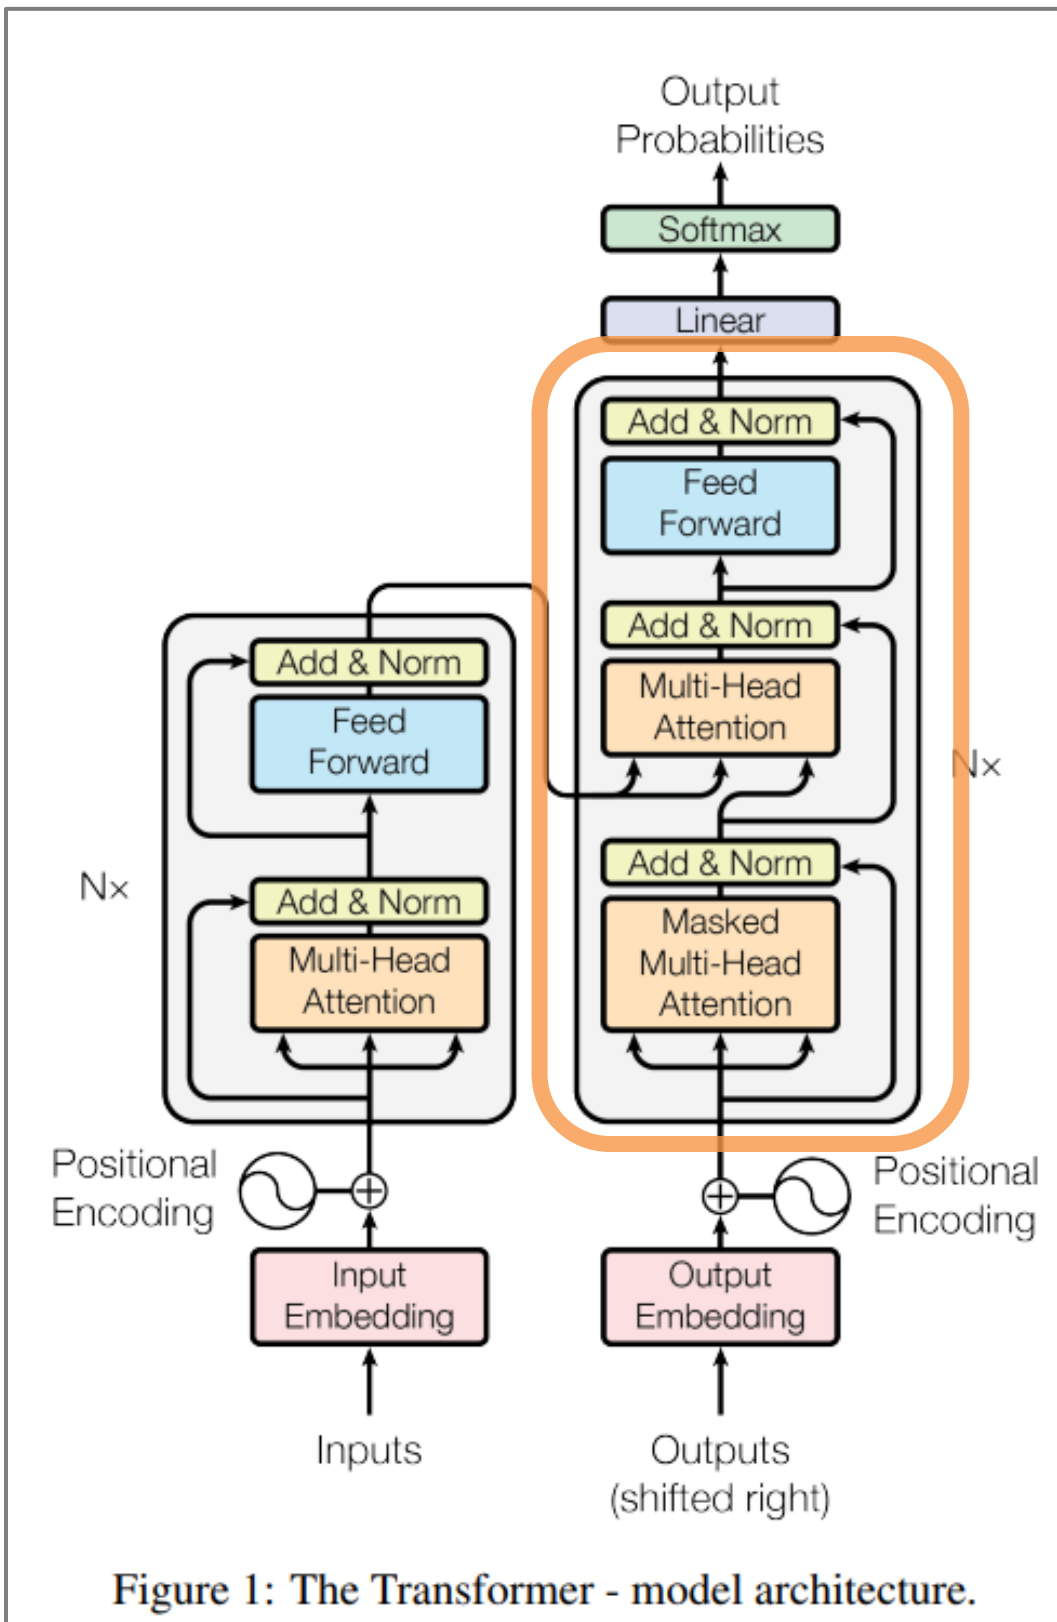 Output
Probabilities
Softmax
Linear
Add & Norm
Feed
Forward
Add & Norm
Multi-Head
Attention
Nx
Add & Norm
Masked
Multi-Head
Attention
Add & Norm
Feed
Forward
Nx
Add & Norm
Multi-Head
Attention
Positional
Encoding
Positional
Encoding
Input
Embedding
Output
Embedding
Inputs
Outputs
(shifted right)
Figure 1: The Transformer - model architecture.